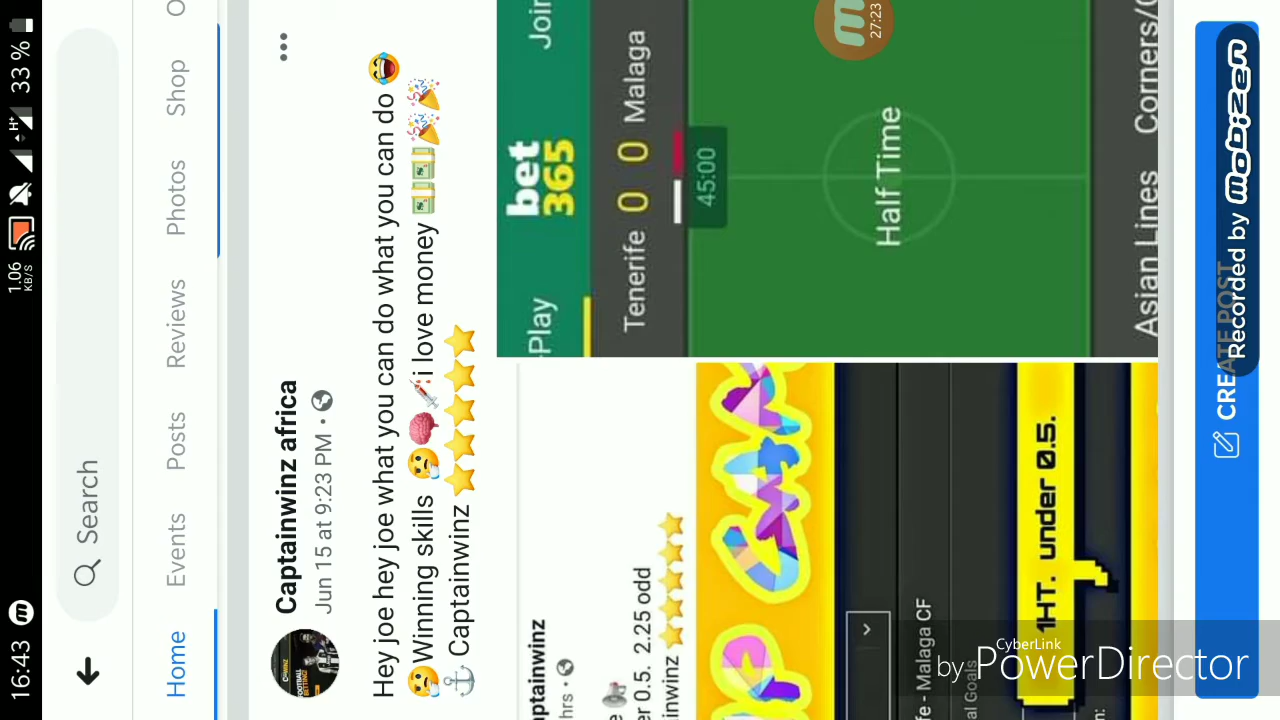 16:43
1.06
KB/S
H+
33 %
Search
Home
Events
Posts
Reviews
Photos
Shop
O
Captainwinz africa
Jun 15 at 9:23 PM ·
Hey joe hey joe what you can do what you can do 😂
🤔Winning skills 🤔🧠💉i love money 💵💵🎉🎉
⚓ Captainwinz ⭐⭐⭐⭐⭐
ptainwinz
hrs ·
er 0.5. 2.25 odd
inwinz ⭐⭐⭐⭐⭐
fe - Malaga CF
al Goals
1HT. under 0.5.
Play
bet
365
Join
Tenerife 0 0 Malaga
45:00
Half Time
Asian Lines
Corners/
27:23
CREATE POST
Recorded by mobizen
CyberLink
by PowerDirector